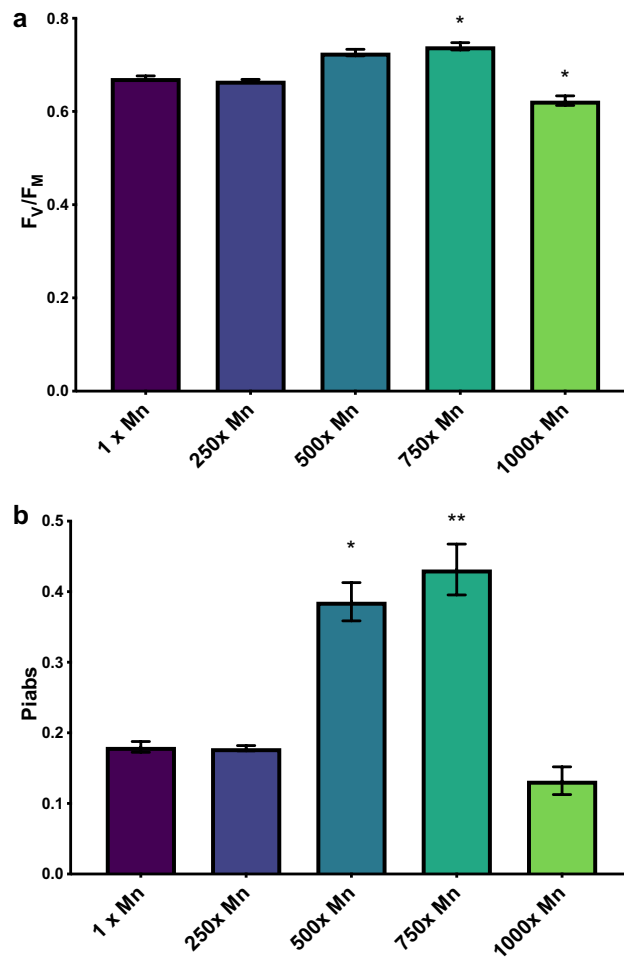 a
0.8
0.6
0.4
0.2
0.0
FV/FM
*
*
1 x Mn
250x Mn
500x Mn
750x Mn
1000x Mn
b
0.5
0.4
0.3
0.2
0.1
0.0
Piabs
*
**
1 x Mn
250x Mn
500x Mn
750x Mn
1000x Mn